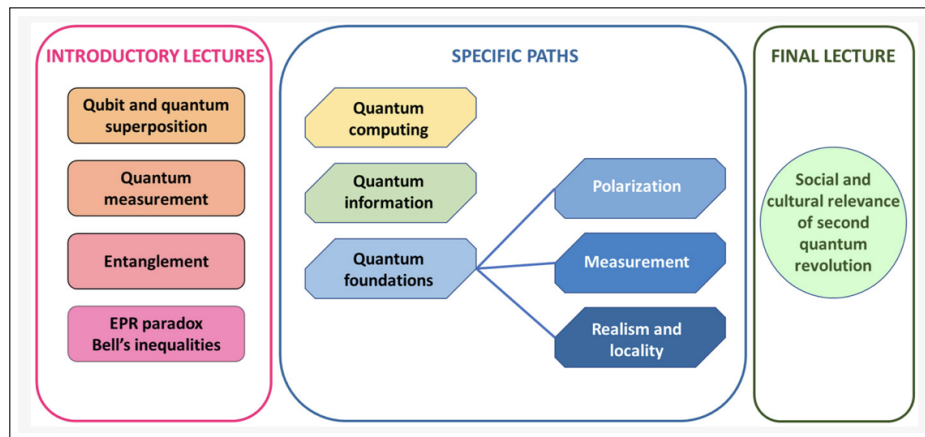 INTRODUCTORY LECTURES
Qubit and quantum
superposition
Quantum
measurement
Entanglement
EPR paradox
Bell's inequalities
SPECIFIC PATHS
Quantum
computing
Quantum
information
Quantum
foundations
Polarization
Measurement
Realism and
locality
FINAL LECTURE
Social and
cultural relevance
of second
quantum
revolution